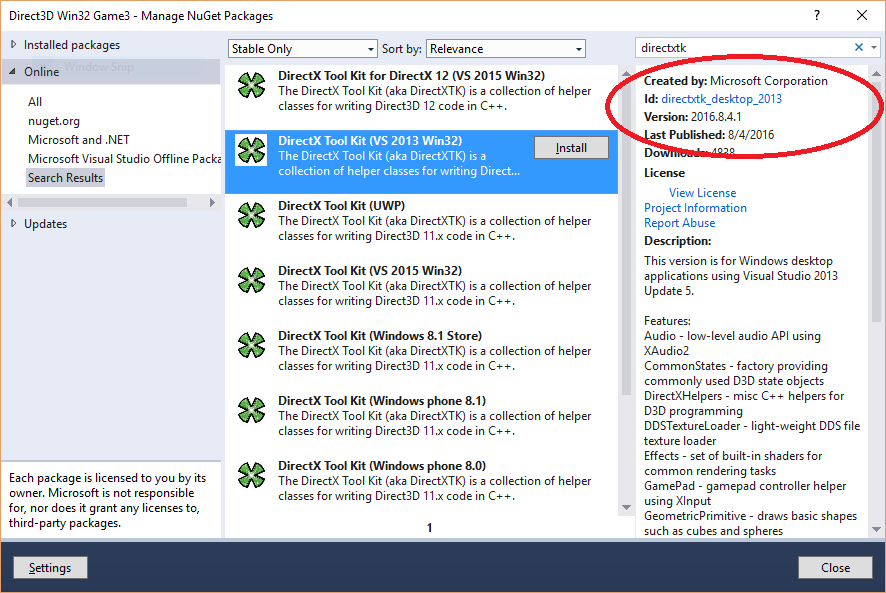 Direct3D Win32 Game3 - Manage NuGet Packages
?
Installed packages
Online
Window Snip
All
nuget.org
Microsoft and .NET
Microsoft Visual Studio Offline Packa
Search Results
Updates
Each package is licensed to you by its
owner. Microsoft is not responsible
for, nor does it grant any licenses to,
third-party packages.
Stable Only
Sort by: Relevance
DirectX Tool Kit for DirectX 12 (VS 2015 Win32)
The DirectX Tool Kit (aka DirectXTK) is a collection of helper
classes for writing Direct3D 12 code in C++.
DirectX Tool Kit (VS 2013 Win32)
The DirectX Tool Kit (aka DirectXTK) is a
collection of helper classes for writing Direct...
Install
DirectX Tool Kit (UWP)
The DirectX Tool Kit (aka DirectXTK) is a collection of helper
classes for writing Direct3D 11.x code in C++.
DirectX Tool Kit (VS 2015 Win32)
The DirectX Tool Kit (aka DirectXTK) is a collection of helper
classes for writing Direct3D 11.x code in C++.
DirectX Tool Kit (Windows 8.1 Store)
The DirectX Tool Kit (aka DirectXTK) is a collection of helper
classes for writing Direct3D 11.x code in C++.
DirectX Tool Kit (Windows phone 8.1)
The DirectX Tool Kit (aka DirectXTK) is a collection of helper
classes for writing Direct3D 11.x code in C++.
DirectX Tool Kit (Windows phone 8.0)
The DirectX Tool Kit (aka DirectXTK) is a collection of helper
classes for writing Direct3D 11.x code in C++.
1
directxtk
Created by: Microsoft Corporation
Id: directxtk_desktop_2013
Version: 2016.8.4.1
Last Published: 8/4/2016
Downloads: 4838
License
View License
Project Information
Report Abuse
Description:
This version is for Windows desktop
applications using Visual Studio 2013
Update 5.
Features:
Audio - low-level audio API using
XAudio2
CommonStates - factory providing
commonly used D3D state objects
DirectXHelpers - misc C++ helpers for
D3D programming
DDSTextureLoader - light-weight DDS file
texture loader
Effects - set of built-in shaders for
common rendering tasks
GamePad - gamepad controller helper
using XInput
GeometricPrimitive - draws basic shapes
such as cubes and spheres
Settings
Close